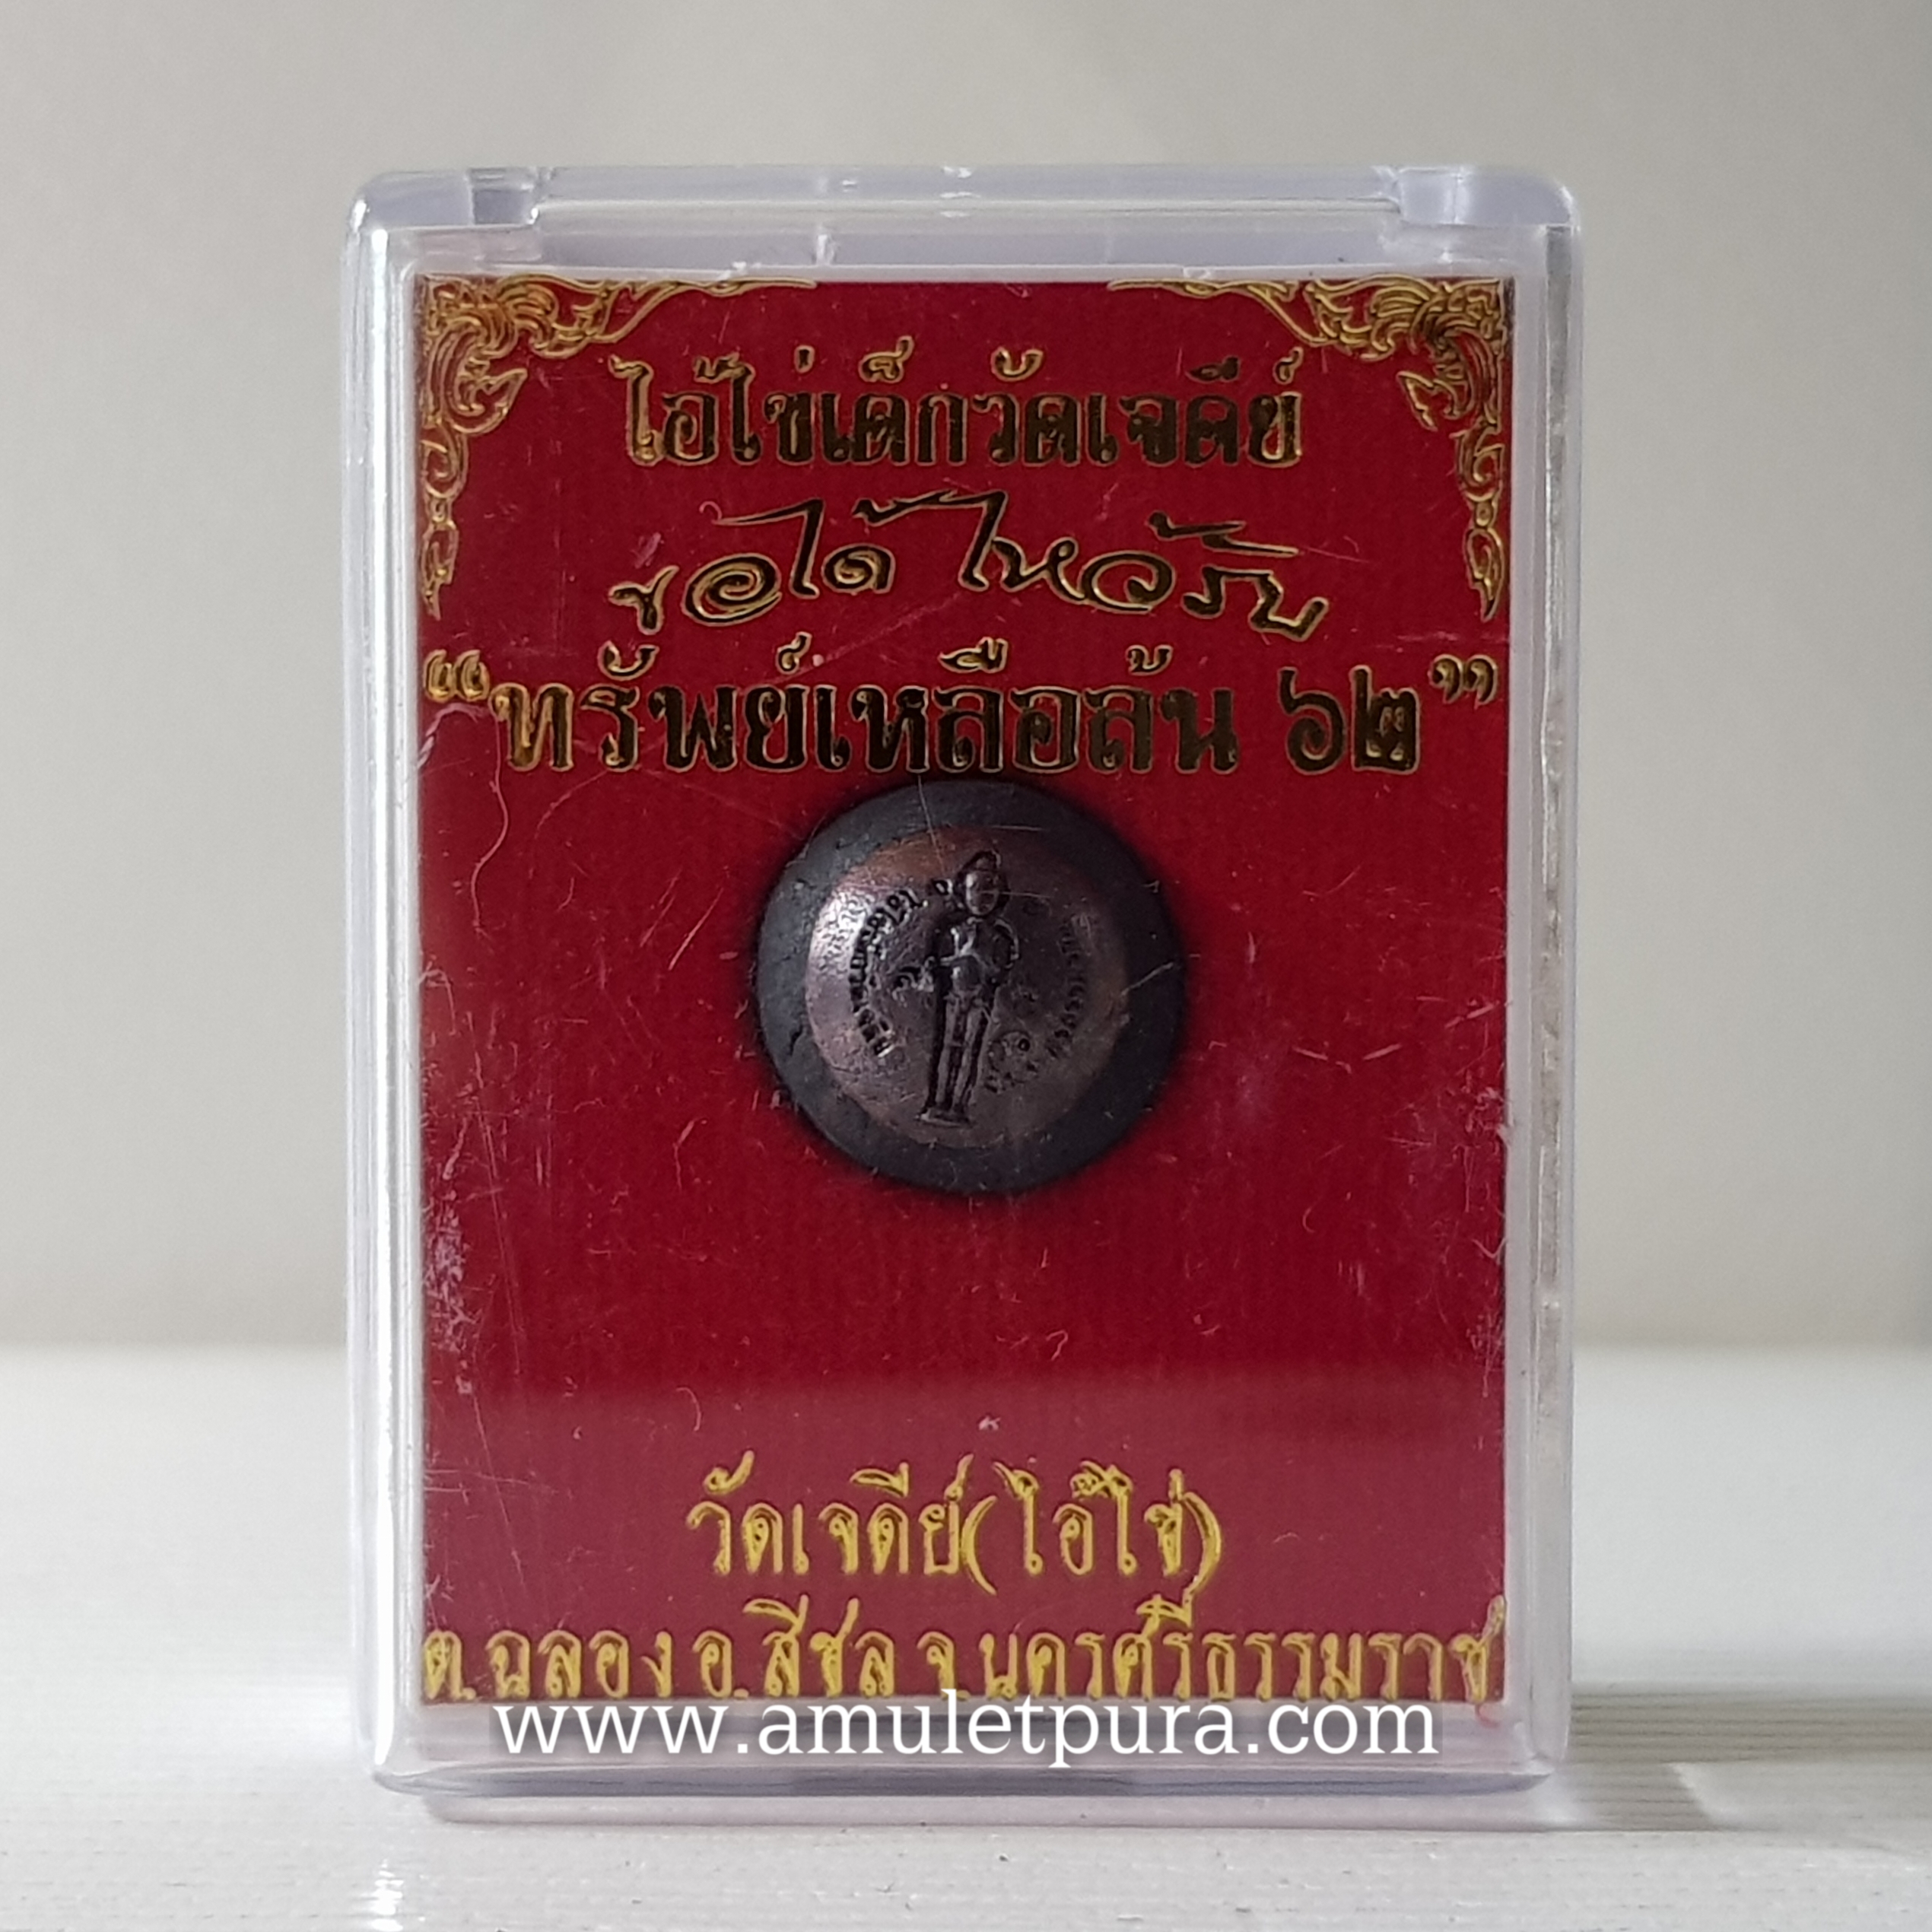 ไอ้ไข่เด็กวัดเจดีย์
ขอได้ไหว้รับ
“ทรัพย์เหลือล้น ๖๒”
วัดเจดีย์(ไอ้ไข่)
ต.ฉลอง อ.สิชล จ.นครศรีธรรมราช
www.amuletpura.com